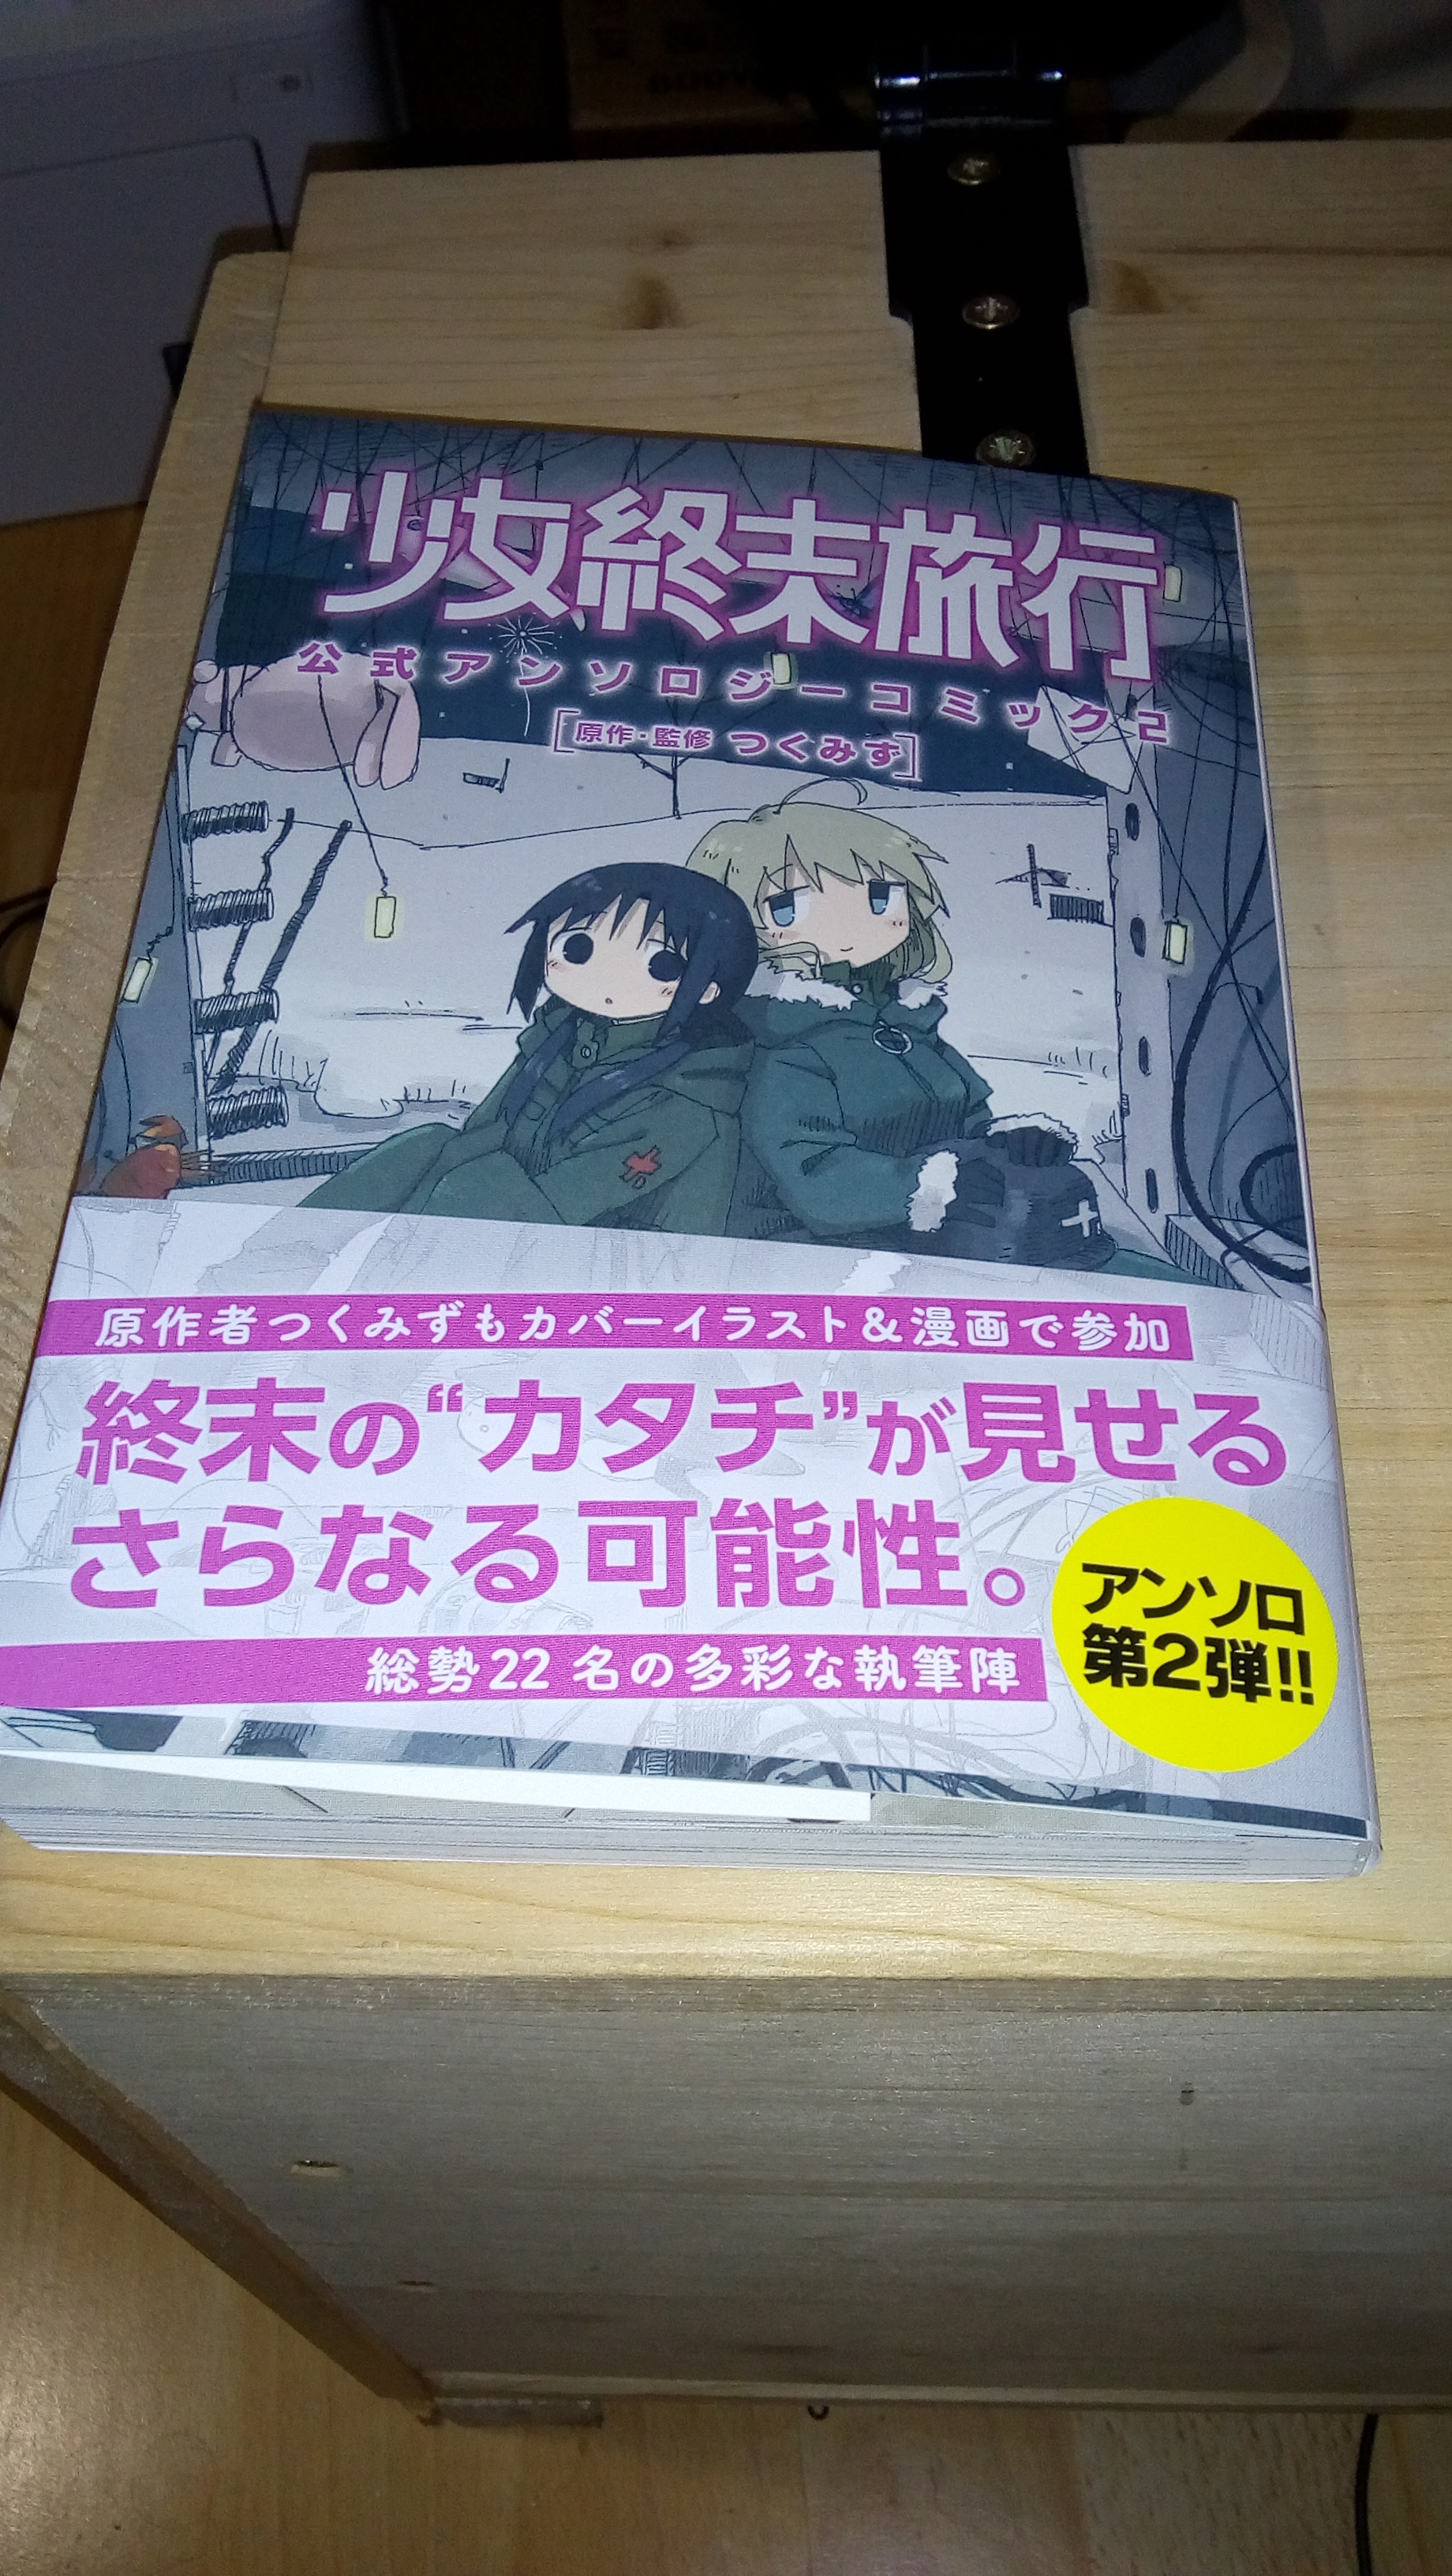 少女終末旅行
公式アンソロジーコミック2
[原作・監修 つくみず]
原作者つくみずもカバーイラスト&漫画で参加
終末の“カタチ”が見せる
さらなる可能性。
アンソロ
第2弾!!
総勢22名の多彩な執筆陣